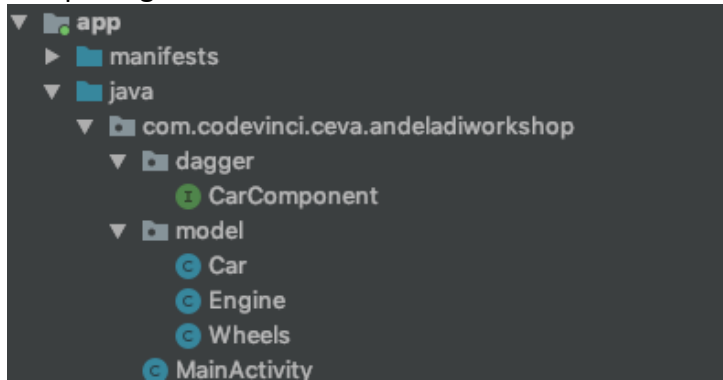 app
manifests
java
com.codevinci.ceva.andeladiworkshop
dagger
I CarComponent
model
C Car
C Engine
C Wheels
C MainActivity